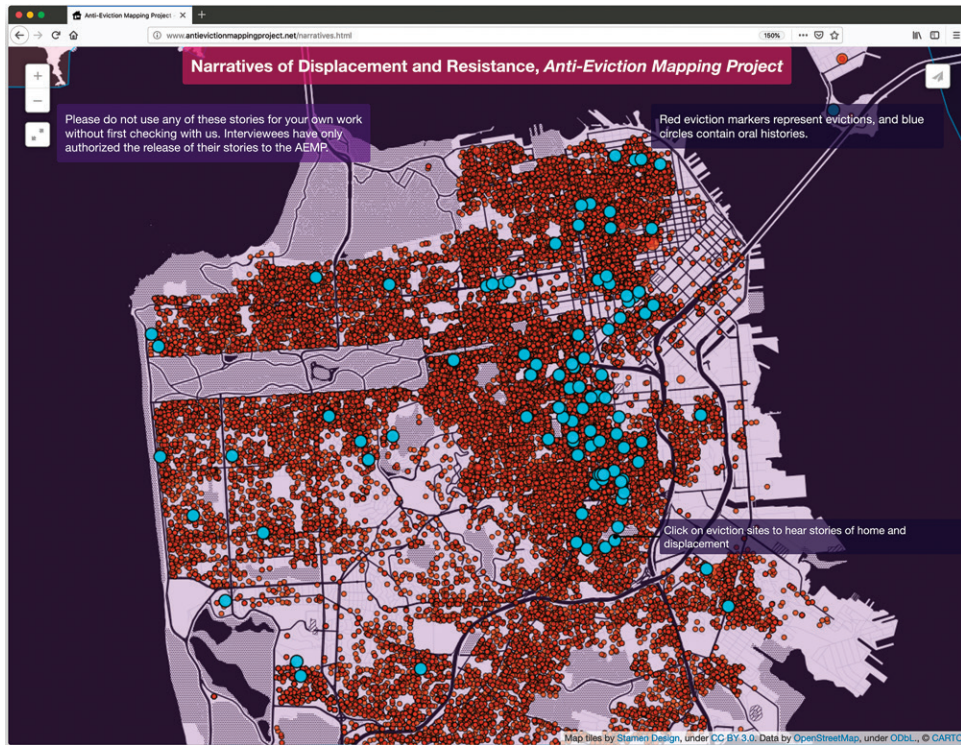 Anti-Eviction Mapping Project
www.antievictionmappingproject.net/narratives.html
150%
Narratives of Displacement and Resistance, Anti-Eviction Mapping Project
+
−
Please do not use any of these stories for your own work
without first checking with us. Interviewees have only
authorized the release of their stories to the AEMP.
Red eviction markers represent evictions, and blue
circles contain oral histories.
Click on eviction sites to hear stories of home and
displacement
Map tiles by Stamen Design, under CC BY 3.0. Data by OpenStreetMap, under ODbL., © CARTO